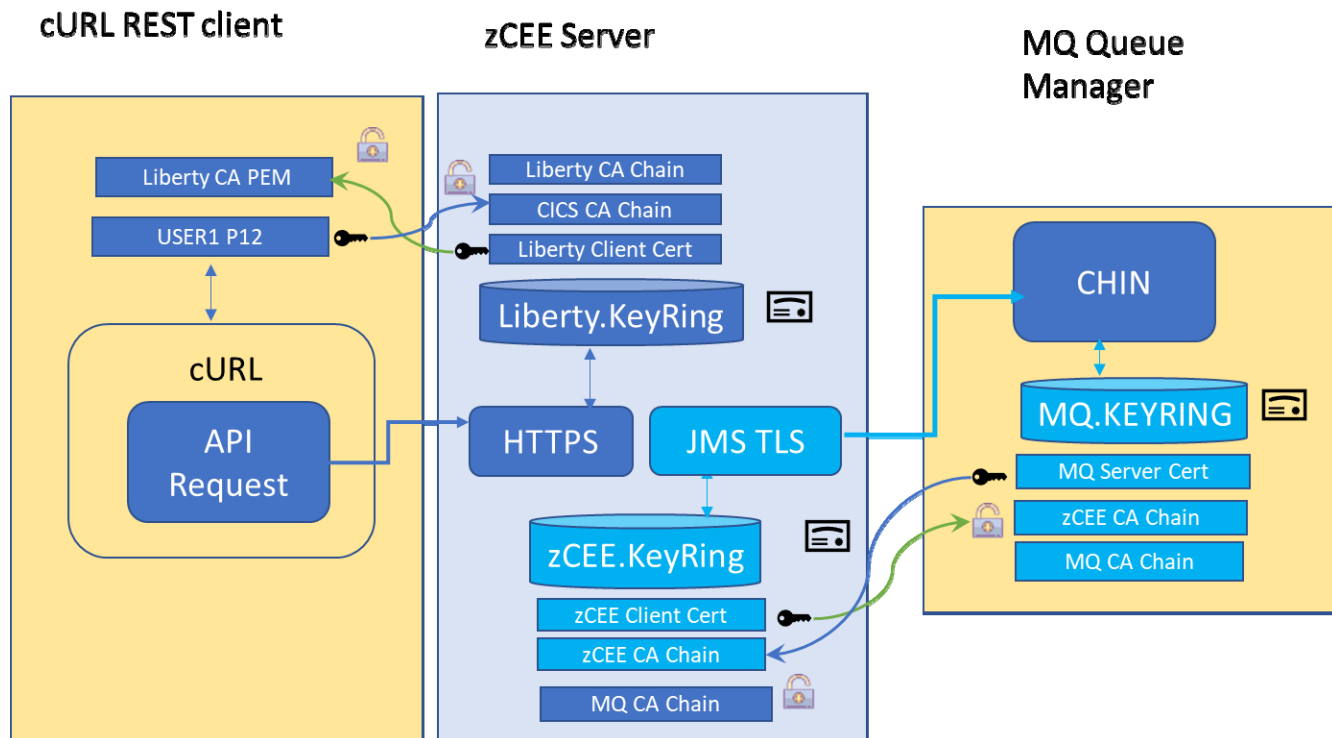 cURL REST client
zCEE Server
MQ Queue
Manager
Liberty CA PEM
USER1 P12
cURL
API
Request
Liberty CA Chain
CICS CA Chain
Liberty Client Cert
Liberty.KeyRing
HTTPS
JMS TLS
zCEE.KeyRing
zCEE Client Cert
zCEE CA Chain
MQ CA Chain
CHIN
MQ.KEYRING
MQ Server Cert
zCEE CA Chain
MQ CA Chain